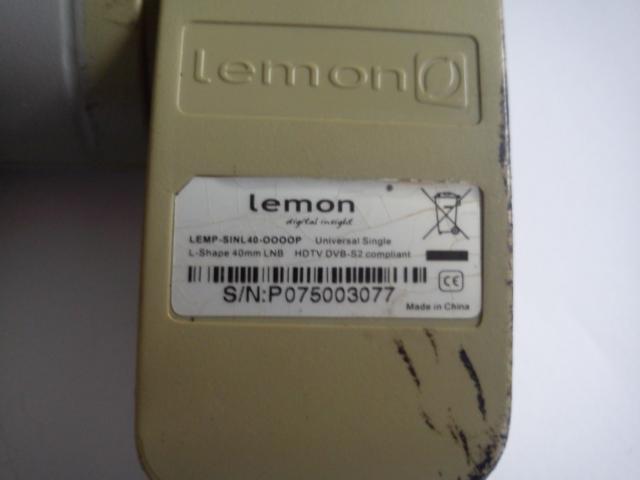 lemon
lemon
digital insight
LEMP-SINL40-OOOOP Universal Single
L-Shape 40mm LNB HDTV DVB-S2 compliant
S/N:P075003077
CE
Made in China